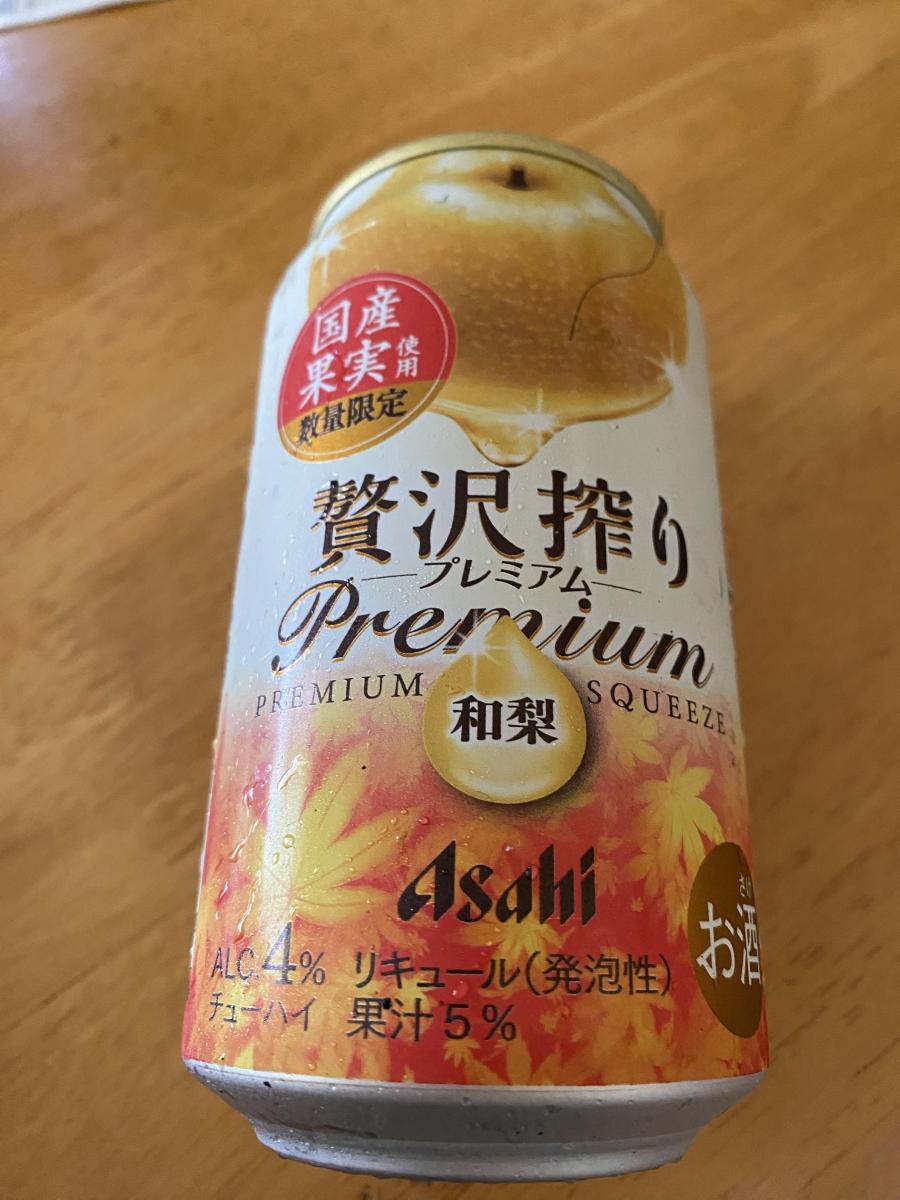 国産
果実使用
数量限定
贅沢搾り
プレミアム
Premium
PREMIUM SQUEEZE
和梨
Asahi
さけ
お酒
ALC.4% リキュール(発泡性)
チューハイ 果汁5%